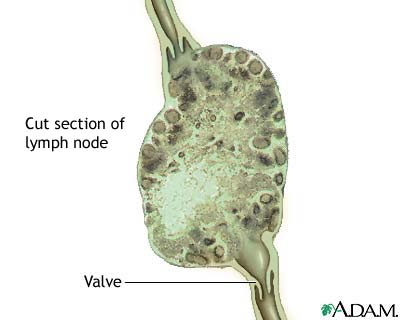 Cut section of
lymph node
Valve
A.D.A.M.